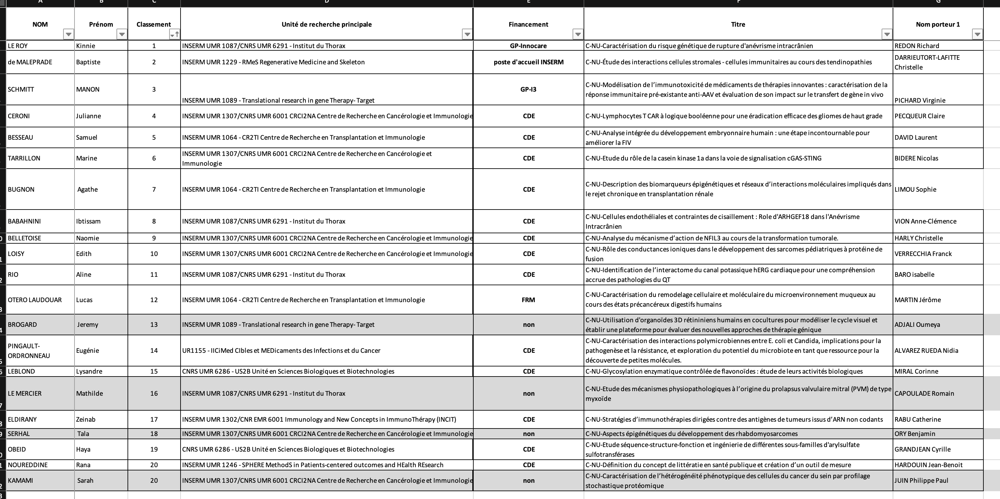 A B C D E F G
NOM Prénom Classement Unité de recherche principale Financement Titre Nom porteur 1
LE ROY Kinnie 1 INSERM UMR 1087/CNRS UMR 6291 - Institut du Thorax GP-Innocare C-NU-Caractérisation du risque génétique de rupture d'anévrisme intracrânien REDON Richard
de MALEPRADE Baptiste 2 INSERM UMR 1229 - RMeS Regenerative Medicine and Skeleton poste d'accueil INSERM C-NU-Étude des interactions cellules stromales - cellules immunitaires au cours des tendinopathies DARRIEUTORT-LAFITTE
Christelle
SCHMITT MANON 3 INSERM UMR 1089 - Translational research in gene Therapy- Target GP-I3 C-NU-Modélisation de l’immunotoxicité de médicaments de thérapies innovantes : caractérisation de la
réponse immunitaire pré-existante anti-AAV et évaluation de son impact sur le transfert de gène in vivo PICHARD Virginie
CERONI Julianne 4 INSERM UMR 1307/CNRS UMR 6001 CRCI2NA Centre de Recherche en Cancérologie et Immunologie CDE C-NU-Lymphocytes T CAR à logique booléenne pour une éradication efficace des gliomes de haut grade PECQUEUR Claire
BESSEAU Samuel 5 INSERM UMR 1064 - CR2TI Centre de Recherche en Transplantation et Immunologie CDE C-NU-Analyse intégrée du développement embryonnaire humain : une étape incontournable pour
améliorer la FIV DAVID Laurent
TARRILLON Marine 6 INSERM UMR 1307/CNRS UMR 6001 CRCI2NA Centre de Recherche en Cancérologie et
Immunologie CDE C-NU-Etude du rôle de la casein kinase 1a dans la voie de signalisation cGAS-STING BIDERE Nicolas
BUGNON Agathe 7 INSERM UMR 1064 - CR2TI Centre de Recherche en Transplantation et Immunologie CDE C-NU-Description des biomarqueurs épigénétiques et réseaux d’interactions moléculaires impliqués dans
le rejet chronique en transplantation rénale LIMOU Sophie
BABAHNINI Ibtissam 8 INSERM UMR 1087/CNRS UMR 6291 - Institut du Thorax CDE C-NU-Cellules endothéliales et contraintes de cisaillement : Role d'ARHGEF18 dans l'Anévrisme
Intracrânien VION Anne-Clémence
BELLETOISE Naomie 9 INSERM UMR 1307/CNRS UMR 6001 CRCI2NA Centre de Recherche en Cancérologie et Immunologie CDE C-NU-Analyse du mécanisme d’action de NFIL3 au cours de la transformation tumorale. HARLY Christelle
LOISY Edith 10 INSERM UMR 1307/CNRS UMR 6001 CRCI2NA Centre de Recherche en Cancérologie et Immunologie CDE C-NU-Rôle des conductances ioniques dans le développement des sarcomes pédiatriques à protéine de
fusion VERRECCHIA Franck
RIO Aline 11 INSERM UMR 1087/CNRS UMR 6291 - Institut du Thorax CDE C-NU-Identification de l’interactome du canal potassique hERG cardiaque pour une compréhension
accrue des pathologies du QT BARO isabelle
OTERO LAUDOUAR Lucas 12 INSERM UMR 1064 - CR2TI Centre de Recherche en Transplantation et Immunologie FRM C-NU-Caractérisation du remodelage cellulaire et moléculaire du microenvironnement muqueux au
cours des états précancéreux digestifs humains MARTIN Jérôme
BROGARD Jeremy 13 INSERM UMR 1089 - Translational research in gene Therapy- Target non C-NU-Utilisation d'organoïdes 3D rétininiens humains en cocultures pour modéliser le cycle visuel et
établir une plateforme pour évaluer des nouvelles approches de thérapie génique ADJALI Oumeya
PINGAULT-
ORDRONNEAU Eugénie 14 UR1155 - IICiMed CIbles et MEDicaments des Infections et du Cancer CDE C-NU-Caractérisation des interactions polymicrobiennes entre E. coli et Candida, implications pour la
pathogenèse et la résistance, et exploration du potentiel du microbiote en tant que ressource pour la
découverte de petites molécules. ALVAREZ RUEDA Nidia
LEBLOND Lysandre 15 CNRS UMR 6286 - US2B Unité en Sciences Biologiques et Biotechnologies CDE C-NU-Glycosylation enzymatique contrôlée de flavonoïdes : étude de leurs activités biologiques MIRAL Corinne
LE MERCIER Mathilde 16 INSERM UMR 1087/CNRS UMR 6291 - Institut du Thorax non C-NU-Etude des mécanismes physiopathologiques à l’origine du prolapsus valvulaire mitral (PVM) de type
myxoïde CAPOULADE Romain
ELDIRANY Zeinab 17 INSERM UMR 1302/CNR EMR 6001 Immunology and New Concepts in ImmunoThérapy (INCIT) CDE C-NU-Stratégies d’immunothérapies dirigées contre des antigènes de tumeurs issus d’ARN non codants RABU Catherine
SERHAL Tala 18 INSERM UMR 1307/CNRS UMR 6001 CRCI2NA Centre de Recherche en Cancérologie et Immunologie non C-NU-Aspects épigénétiques du développement des rhabdomyosarcomes ORY Benjamin
OBEID Haya 19 CNRS UMR 6286 - US2B Unité en Sciences Biologiques et Biotechnologies CDE C-NU-Etude séquence-structure-fonction et ingénierie de différentes sous-familles d'arylsulfate
sulfotransférases GRANDJEAN Cyrille
NOUREDDINE Rana 20 INSERM UMR 1246 - SPHERE MethodS in Patients-centered outcomes and HEalth REsearch CDE C-NU-Définition du concept de littératie en santé publique et création d’un outil de mesure HARDOUIN Jean-Benoit
KAMAMI Sarah 20 INSERM UMR 1307/CNRS UMR 6001 CRCI2NA Centre de Recherche en Cancérologie et Immunologie non C-NU-Caractérisation de l’hétérogénéité phénotypique des cellules du cancer du sein par profilage
stochastique protéomique JUIN Philippe Paul